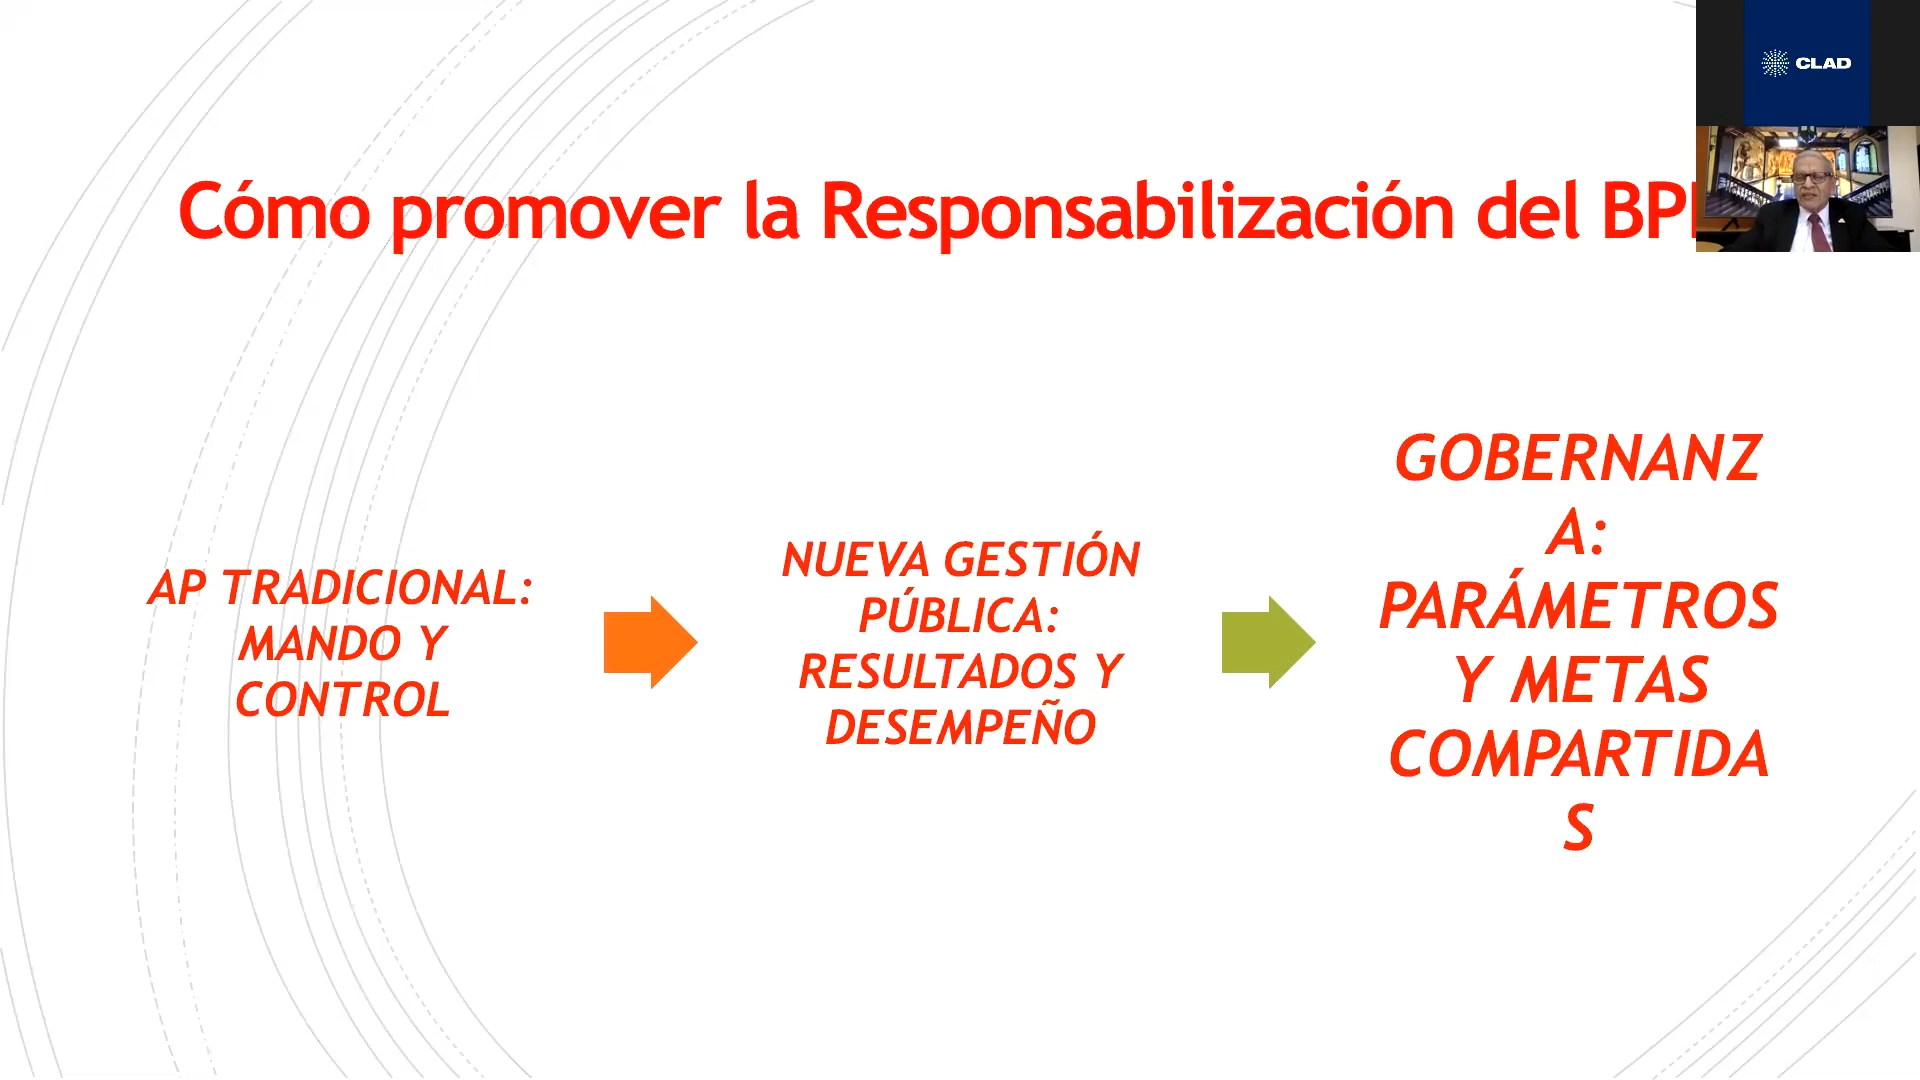 CLAD
Cómo promover la Responsabilización del
AP TRADICIONAL:
MANDO Y
CONTROL
NUEVA GESTIÓN
PÚBLICA:
RESULTADOS Y
DESEMPEÑO
GOBERNANZ
A:
PARÁMETROS
Y METAS
COMPARTIDA
S